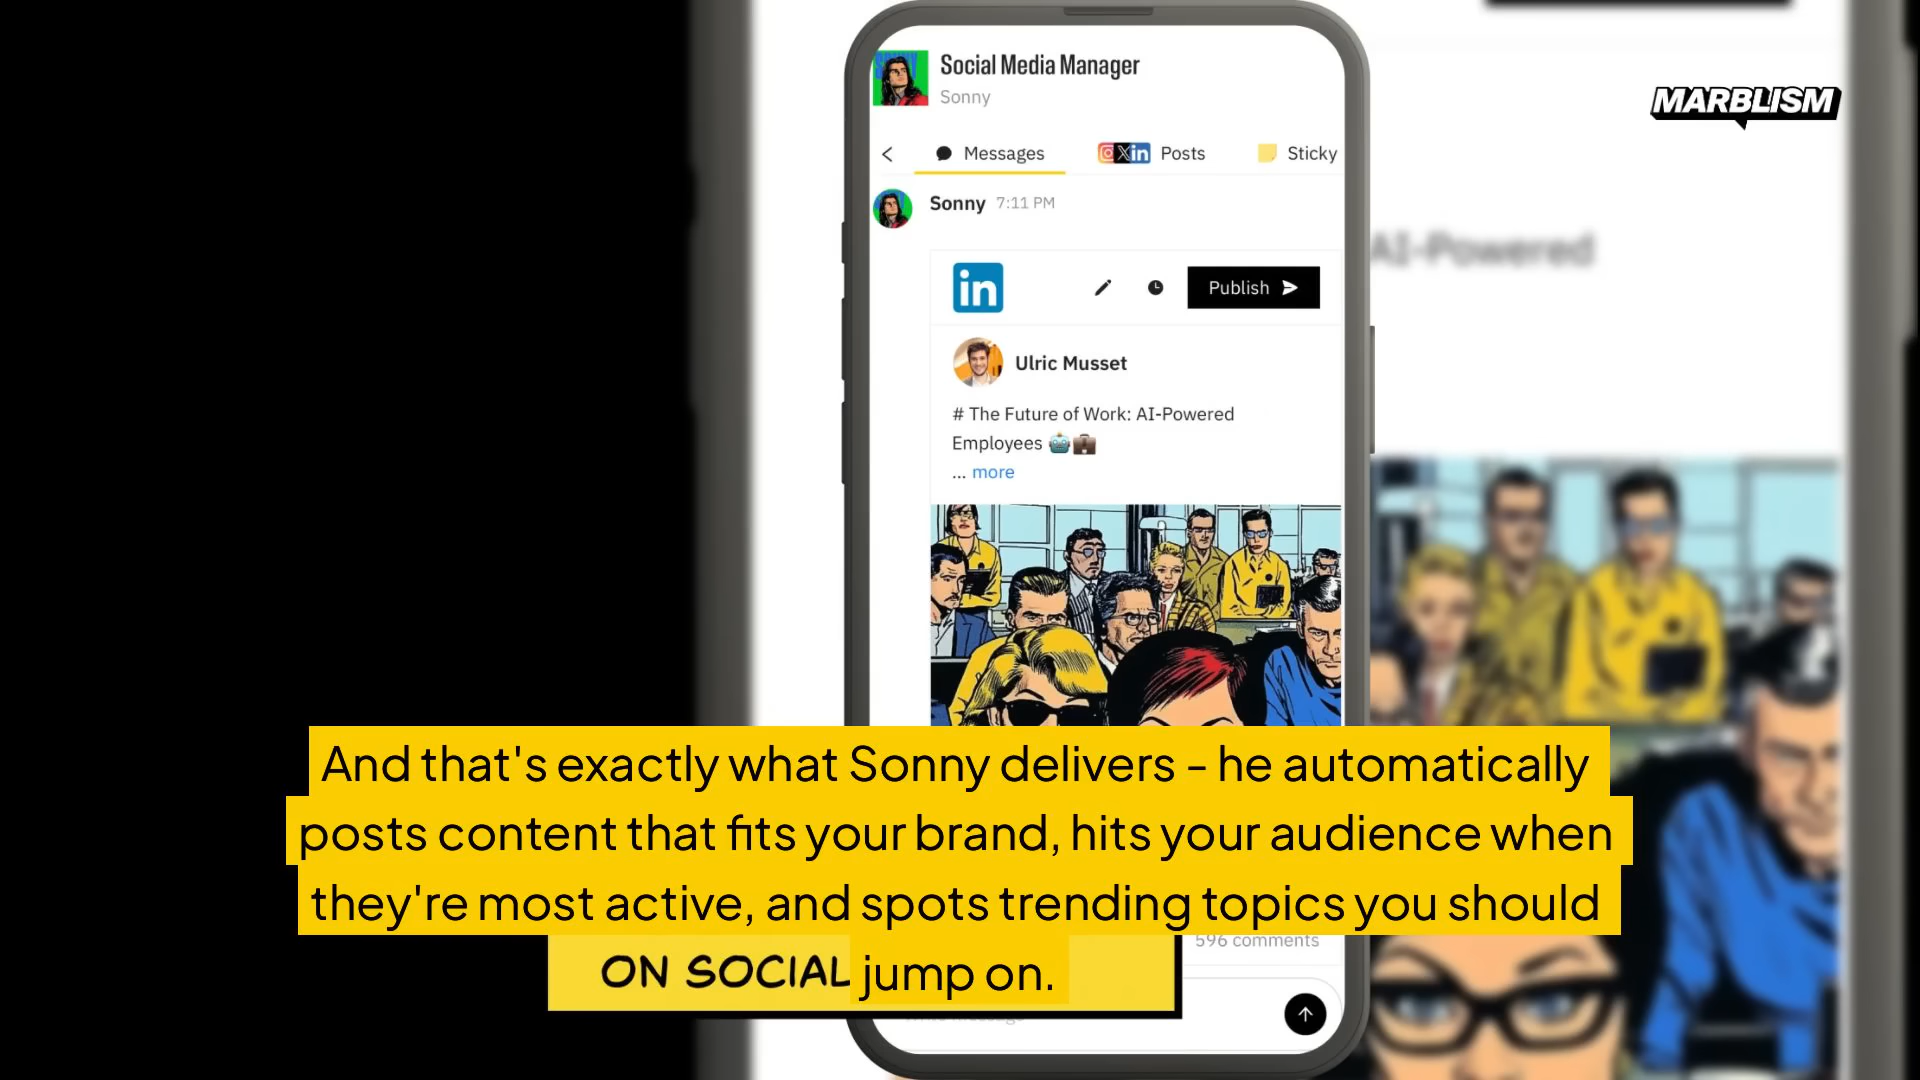 Social Media Manager
Sonny
MARBLISM
Messages
Posts
Sticky
Sonny 7:11 PM
AI-Powered
in
Publish
Ulric Musset
# The Future of Work: AI-Powered
Employees 🤖💼
... more
And that's exactly what Sonny delivers - he automatically
posts content that fits your brand, hits your audience when
they're most active, and spots trending topics you should
jump on.
596 comments
ON SOCIAL